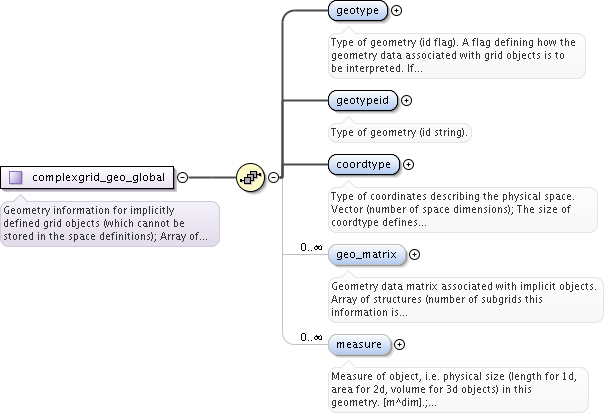 geotype
Type of geometry (id flag). A flag defining how the
geometry data associated with grid objects is to
be interpreted. If...
geotypeid
Type of geometry (id string).
complexgrid_geo_global
Geometry information for implicitly
defined grid objects (which cannot be
stored in the space definitions); Array of...
coordtype
Type of coordinates describing the physical space.
Vector (number of space dimensions); The size of
coordtype defines...
0..∞
geo_matrix
Geometry data matrix associated with implicit objects.
Array of structures (number of subgrids this
information is...
0..∞
measure
Measure of object, i.e. physical size (length for 1d,
area for 2d, volume for 3d objects) in this
geometry. [m^dim].;...